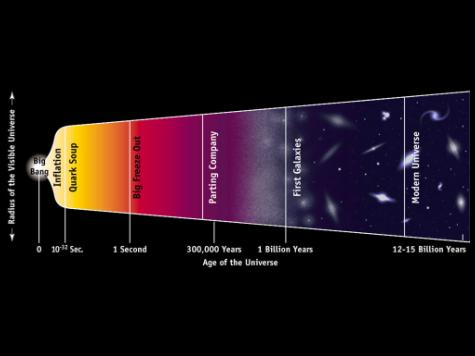 Radius of the Visible Universe
Big
Bang
Inflation
Quark Soup
Big Freeze Out
Parting Company
First Galaxies
Modern Universe
0
10-32 Sec.
1 Second
300,000 Years
1 Billion Years
12-15 Billion Years
Age of the Universe